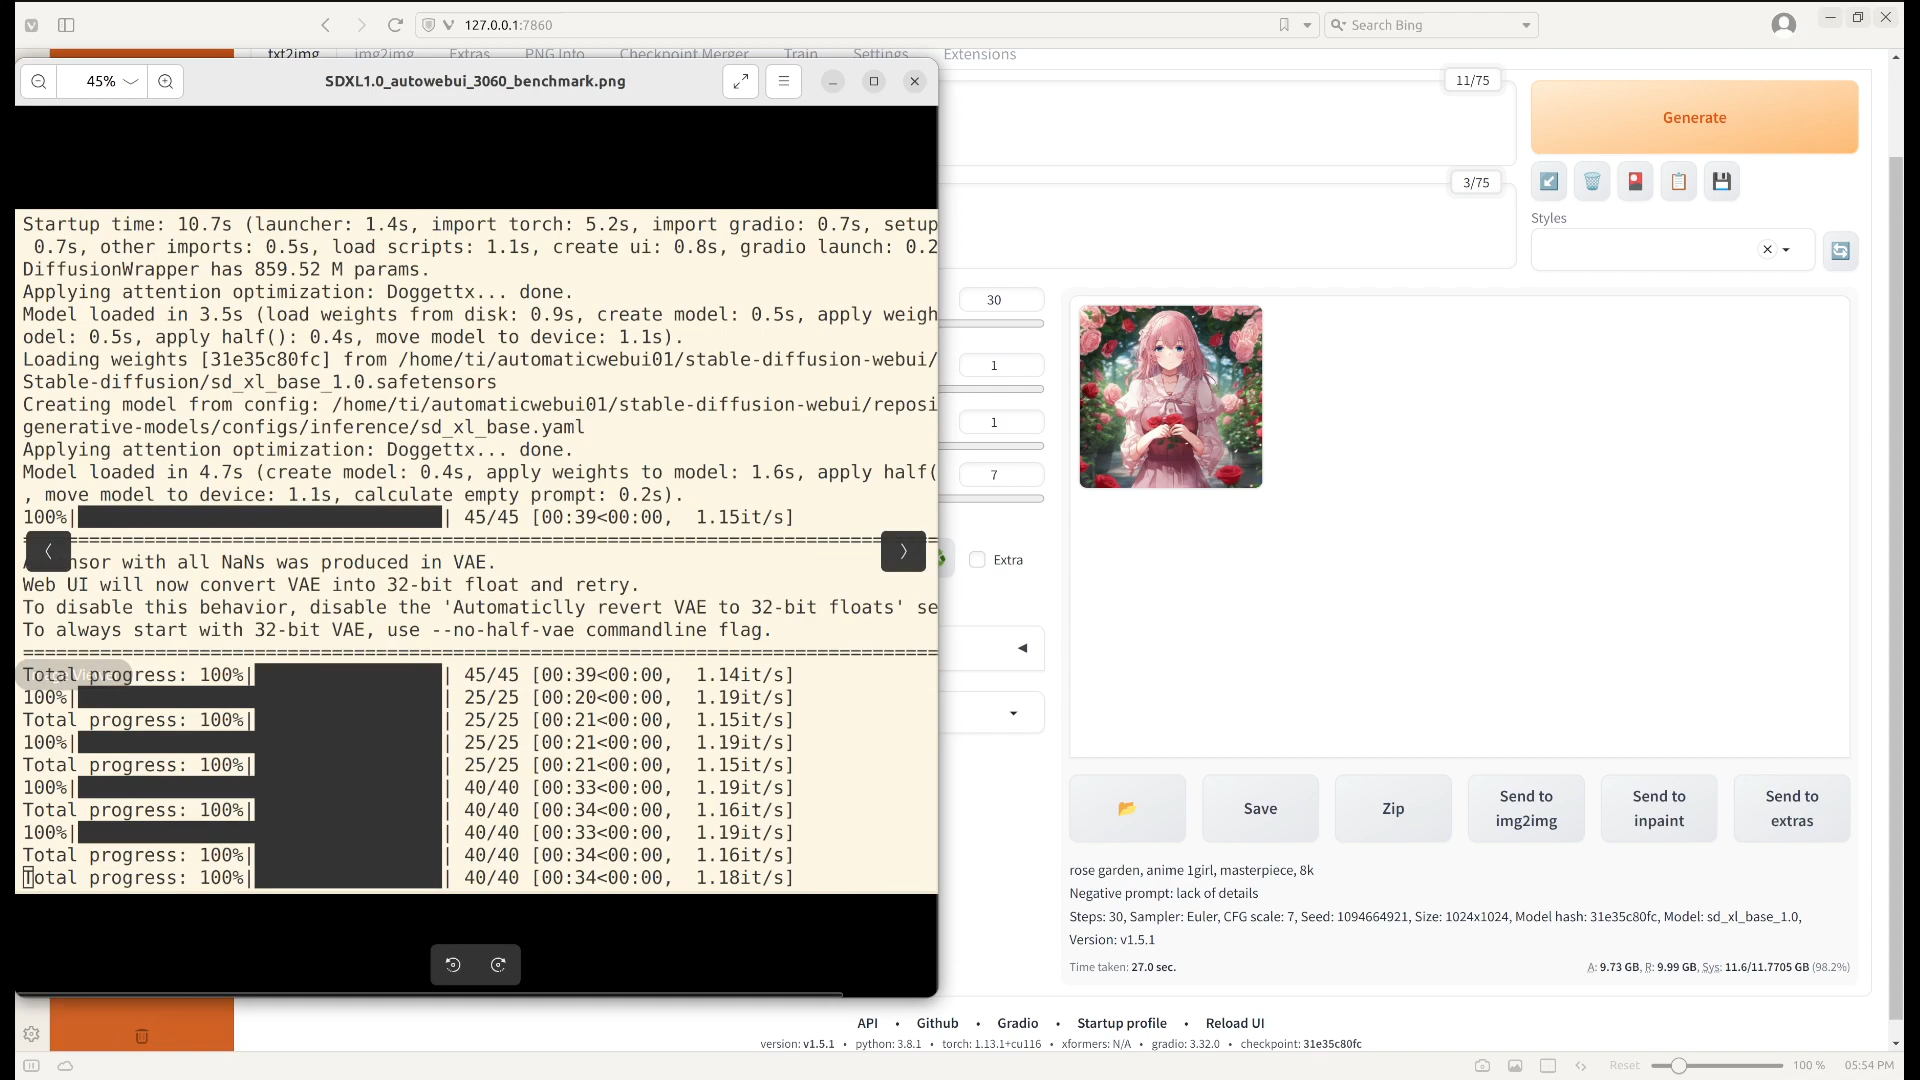 127.0.0.1:7860
Search Bing
txt2img
img2img
Extras
PNG Info
Checkpoint Merger
Train
Settings
Extensions
45%
SDXL1.0_autowebui_3060_benchmark.png
Startup time: 10.7s (launcher: 1.4s, import torch: 5.2s, import gradio: 0.7s, setup
0.7s, other imports: 0.5s, load scripts: 1.1s, create ui: 0.8s, gradio launch: 0.2
DiffusionWrapper has 859.52 M params.
Applying attention optimization: Doggettx... done.
Model loaded in 3.5s (load weights from disk: 0.9s, create model: 0.5s, apply weigh
odel: 0.5s, apply half(): 0.4s, move model to device: 1.1s).
Loading weights [31e35c80fc] from /home/ti/automaticwebui01/stable-diffusion-webui/
Stable-diffusion/sd_xl_base_1.0.safetensors
Creating model from config: /home/ti/automaticwebui01/stable-diffusion-webui/reposi
generative-models/configs/inference/sd_xl_base.yaml
Applying attention optimization: Doggettx... done.
Model loaded in 4.7s (create model: 0.4s, apply weights to model: 1.6s, apply half(
, move model to device: 1.1s, calculate empty prompt: 0.2s).
100%| | 45/45 [00:39<00:00, 1.15it/s]
===================================================================================
nsor with all NaNs was produced in VAE.
Web UI will now convert VAE into 32-bit float and retry.
To disable this behavior, disable the 'Automaticlly revert VAE to 32-bit floats' se
To always start with 32-bit VAE, use --no-half-vae commandline flag.
===================================================================================
Total progress: 100%| | 45/45 [00:39<00:00, 1.14it/s]
100%| | 25/25 [00:20<00:00, 1.19it/s]
Total progress: 100%| | 25/25 [00:21<00:00, 1.15it/s]
100%| | 25/25 [00:21<00:00, 1.19it/s]
Total progress: 100%| | 25/25 [00:21<00:00, 1.15it/s]
100%| | 40/40 [00:33<00:00, 1.19it/s]
Total progress: 100%| | 40/40 [00:34<00:00, 1.16it/s]
100%| | 40/40 [00:33<00:00, 1.19it/s]
Total progress: 100%| | 40/40 [00:34<00:00, 1.16it/s]
Total progress: 100%| | 40/40 [00:34<00:00, 1.18it/s]
11/75
3/75
Generate
Styles
30
1
1
7
Extra
Save
Zip
Send to
img2img
Send to
inpaint
Send to
extras
rose garden, anime 1girl, masterpiece, 8k
Negative prompt: lack of details
Steps: 30, Sampler: Euler, CFG scale: 7, Seed: 1094664921, Size: 1024x1024, Model hash: 31e35c80fc, Model: sd_xl_base_1.0,
Version: v1.5.1
Time taken: 27.0 sec.
A: 9.73 GB, R: 9.99 GB, Sys: 11.6/11.7705 GB (98.2%)
API • Github • Gradio • Startup profile • Reload UI
version: v1.5.1 • python: 3.8.1 • torch: 1.13.1+cu116 • xformers: N/A • gradio: 3.32.0 • checkpoint: 31e35c80fc
Reset
100 %
05:54 PM